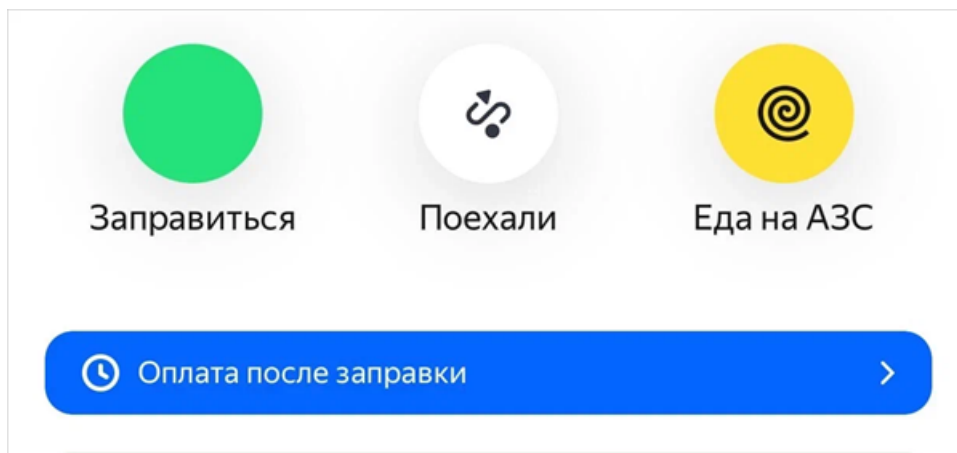 Заправиться
Поехали
Еда на АЗС
Оплата после заправки